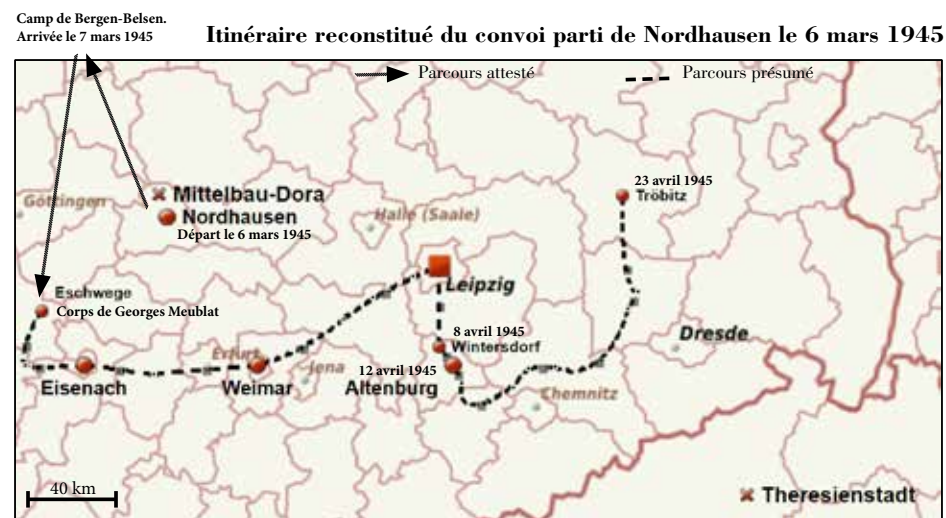 Camp de Bergen-Belsen.
Arrivée le 7 mars 1945
Itinéraire reconstitué du convoi parti de Nordhausen le 6 mars 1945
Parcours attesté
Parcours présumé
23 avril 1945
Tröbitz
Mittelbau-Dora
Göttingen
Nordhausen
Halle (Saale)
Départ le 6 mars 1945
Leipzig
Eschwege
Corps de Georges Meublat
8 avril 1945
Wintersdorf
Dresde
Erfurt
Jena
12 avril 1945
Eisenach
Weimar
Altenburg
Chemnitz
40 km
Theresienstadt